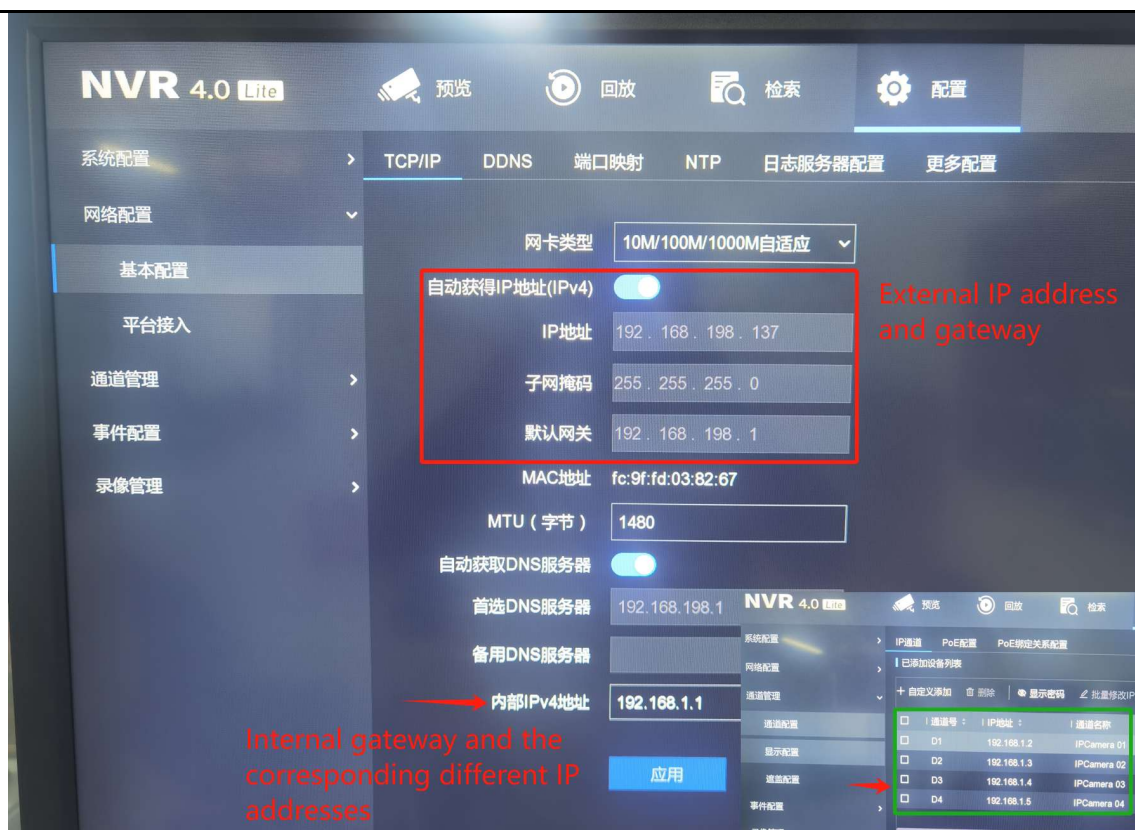 NVR 4.0 Lite 预览 回放 检索 配置
系统配置
网络配置
基本配置
平台接入
通道管理
事件配置
录像管理
TCP/IP DDNS 端口映射 NTP 日志服务器配置 更多配置
网卡类型 10M/100M/1000M自适应
自动获得IP地址(IPv4)
IP地址 192 . 168 . 198 . 137
子网掩码 255 . 255 . 255 . 0
默认网关 192 . 168 . 198 . 1
External IP address
and gateway
MAC地址 fc:9f:fd:03:82:67
MTU ( 字节 ) 1480
自动获取DNS服务器
首选DNS服务器 192.168.198.1
备用DNS服务器
内部IPv4地址 192.168.1.1
Internal gateway and the
corresponding different IP
addresses
应用
NVR 4.0 Lite 预览 回放 检索
系统配置
网络配置
通道管理
通道配置
显示配置
遮盖配置
事件配置
IP通道 PoE配置 PoE绑定关系配置
已添加设备列表
+ 自定义添加 删除 显示密码 批量修改IP
通道号 IP地址 通道名称
D1 192.168.1.2 IPCamera 01
D2 192.168.1.3 IPCamera 02
D3 192.168.1.4 IPCamera 03
D4 192.168.1.5 IPCamera 04